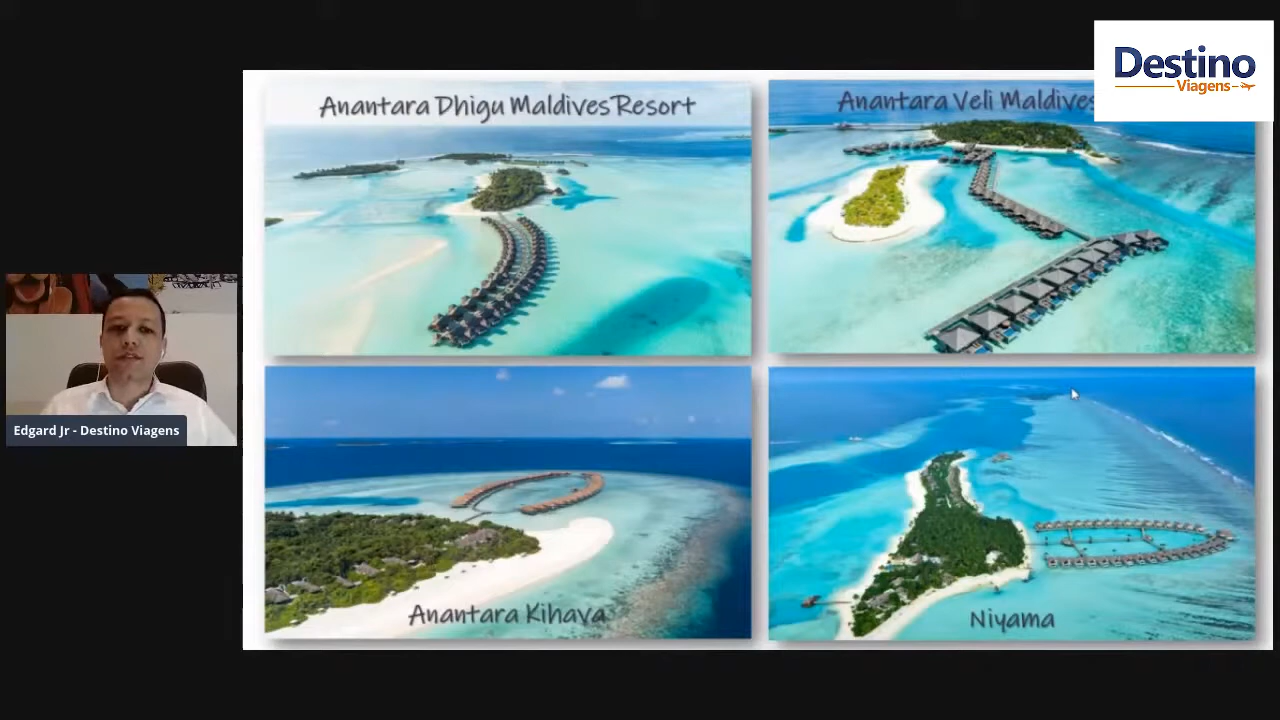 Destino
Viagens
Anantara Dhigu Maldives Resort
Anantara Veli Maldives
Edgard Jr - Destino Viagens
Anantara Kihava
Niyama